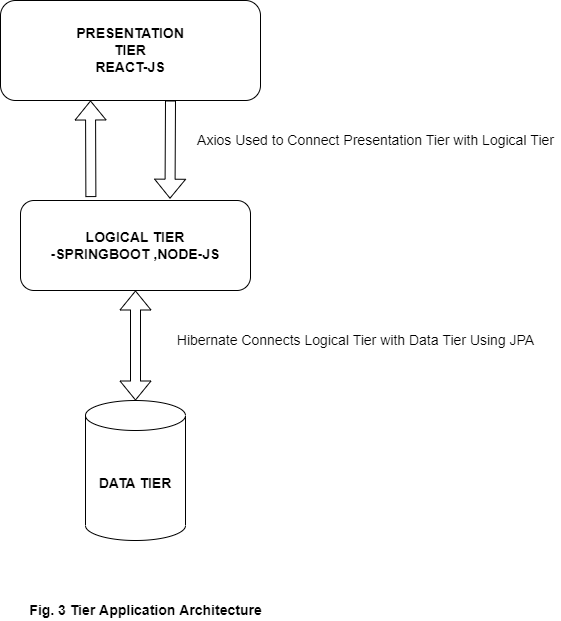 PRESENTATION
TIER
REACT-JS
Axios Used to Connect Presentation Tier with Logical Tier
LOGICAL TIER
-SPRINGBOOT ,NODE-JS
Hibernate Connects Logical Tier with Data Tier Using JPA
DATA TIER
Fig. 3 Tier Application Architecture